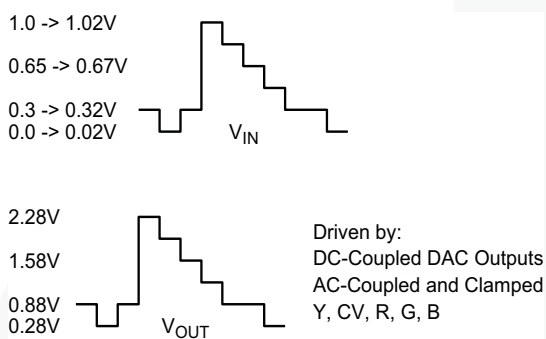 1.0 -> 1.02V
0.65 -> 0.67V
0.3 -> 0.32V
0.0 -> 0.02V
VIN
2.28V
1.58V
0.88V
0.28V
VOUT
Driven by:
DC-Coupled DAC Outputs
AC-Coupled and Clamped
Y, CV, R, G, B